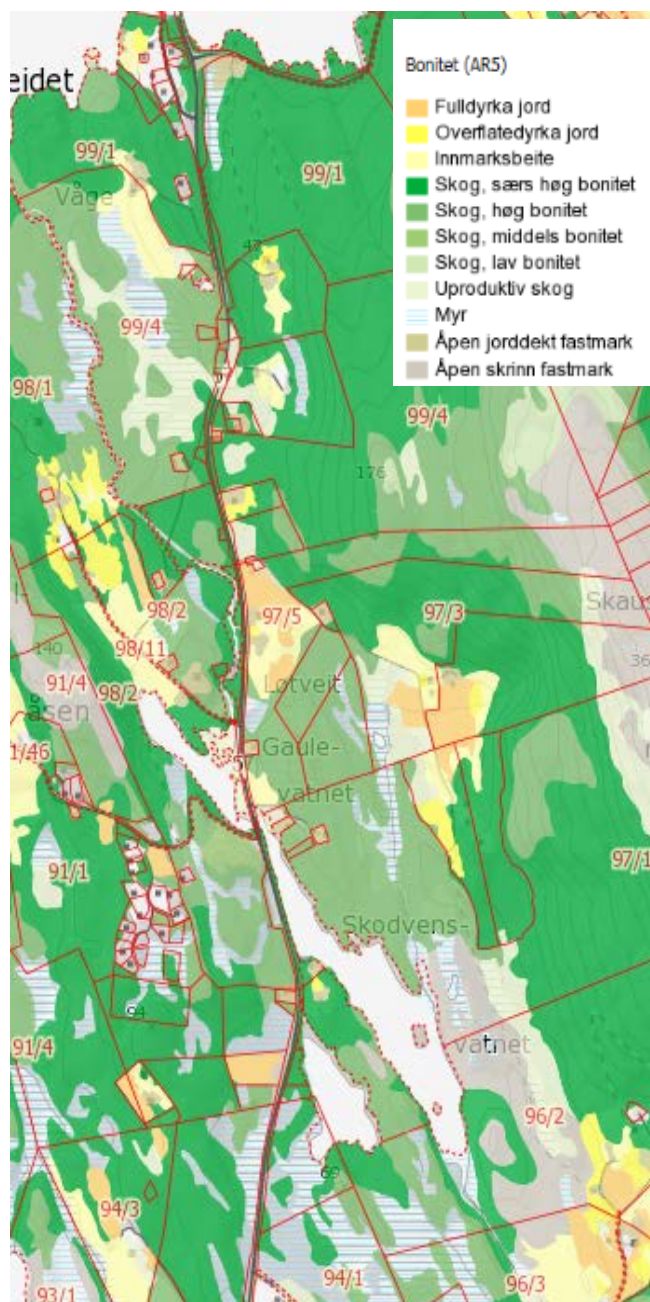 eidet
Bonitet (AR5)
Fulldyrka jord
Overflatedyrka jord
Innmarksbeite
Skog, særs høg bonitet
Skog, høg bonitet
Skog, middels bonitet
Skog, lav bonitet
Uproduktiv skog
Myr
Åpen jorddekt fastmark
Åpen skrinn fastmark
99/1
99/1
Våge
47
99/4
98/1
99/4
176
98/2
97/5
97/3
Skaus
98/11
140
36
91/4
98/2
Lotveit
åsen
1/46
Gaule-
vatnet
91/1
97/1
Skodvens-
94
vatnet
91/4
96/2
69
94/3
94/1
96/3
93/1